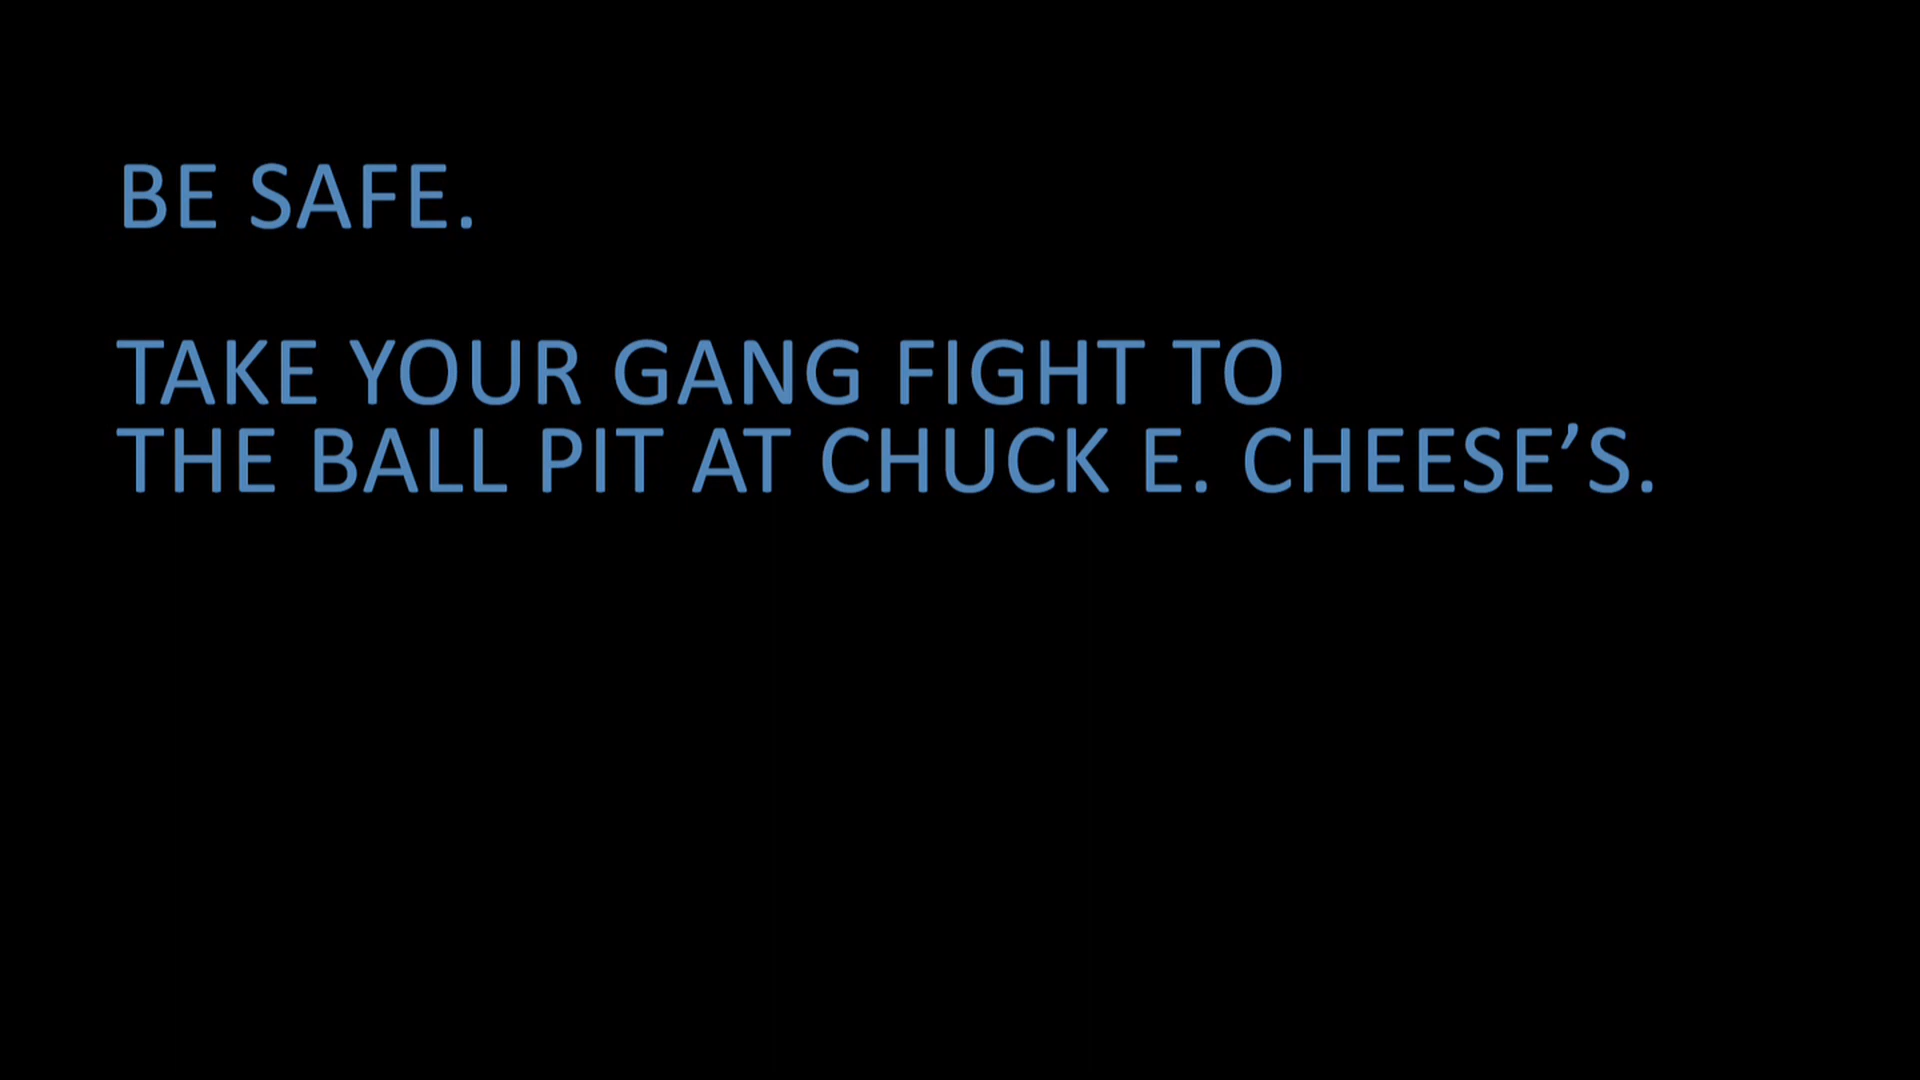 BE SAFE.
TAKE YOUR GANG FIGHT TO
THE BALL PIT AT CHUCK E. CHEESE’S.